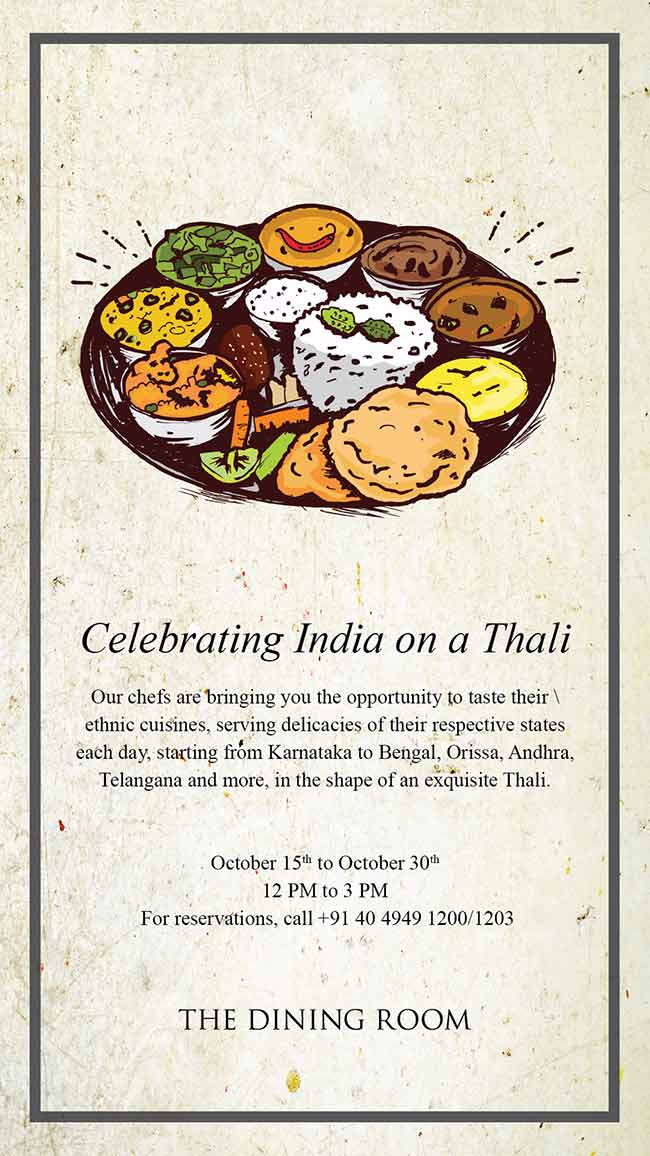 Celebrating India on a Thali
Our chefs are bringing you the opportunity to taste their \
ethnic cuisines, serving delicacies of their respective states
each day, starting from Karnataka to Bengal, Orissa, Andhra,
Telangana and more, in the shape of an exquisite Thali.
October 15th to October 30th
12 PM to 3 PM
For reservations, call +91 40 4949 1200/1203
THE DINING ROOM